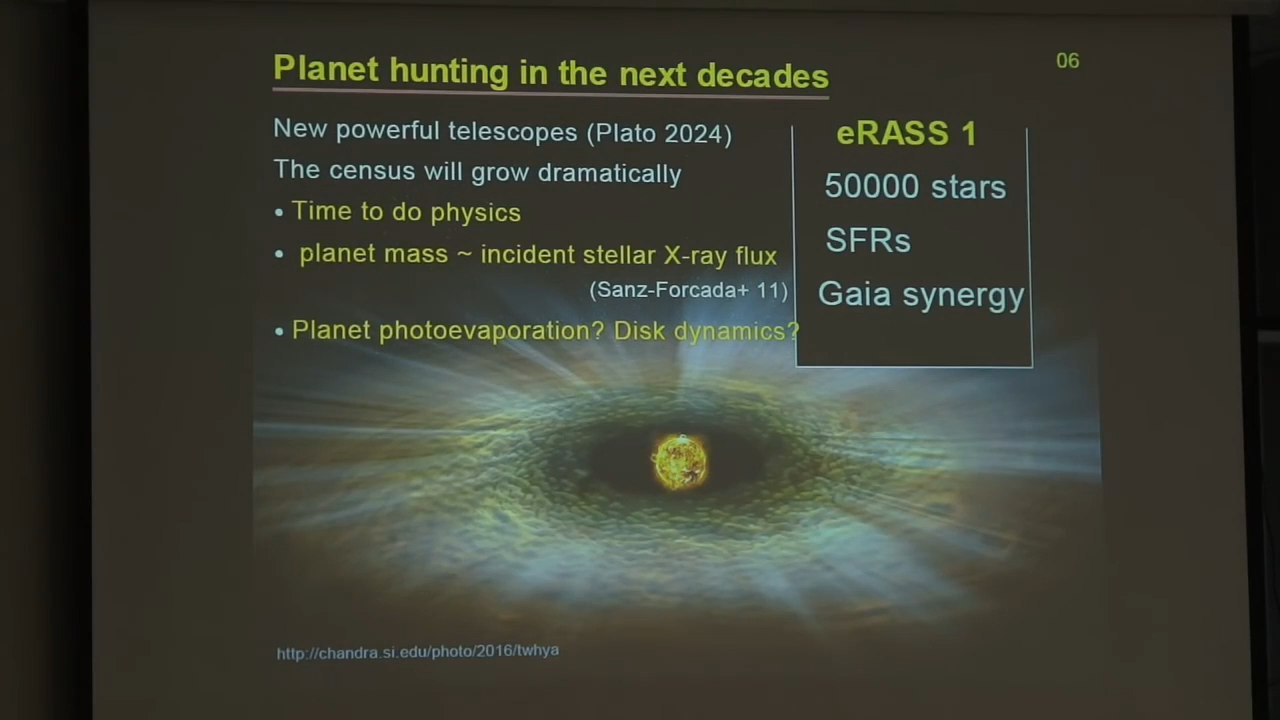 Planet hunting in the next decades
06
New powerful telescopes (Plato 2024)
The census will grow dramatically
• Time to do physics
• planet mass ~ incident stellar X-ray flux
(Sanz-Forcada+ 11)
• Planet photoevaporation? Disk dynamics?
eRASS 1
50000 stars
SFRs
Gaia synergy
http://chandra.si.edu/photo/2016/twhya